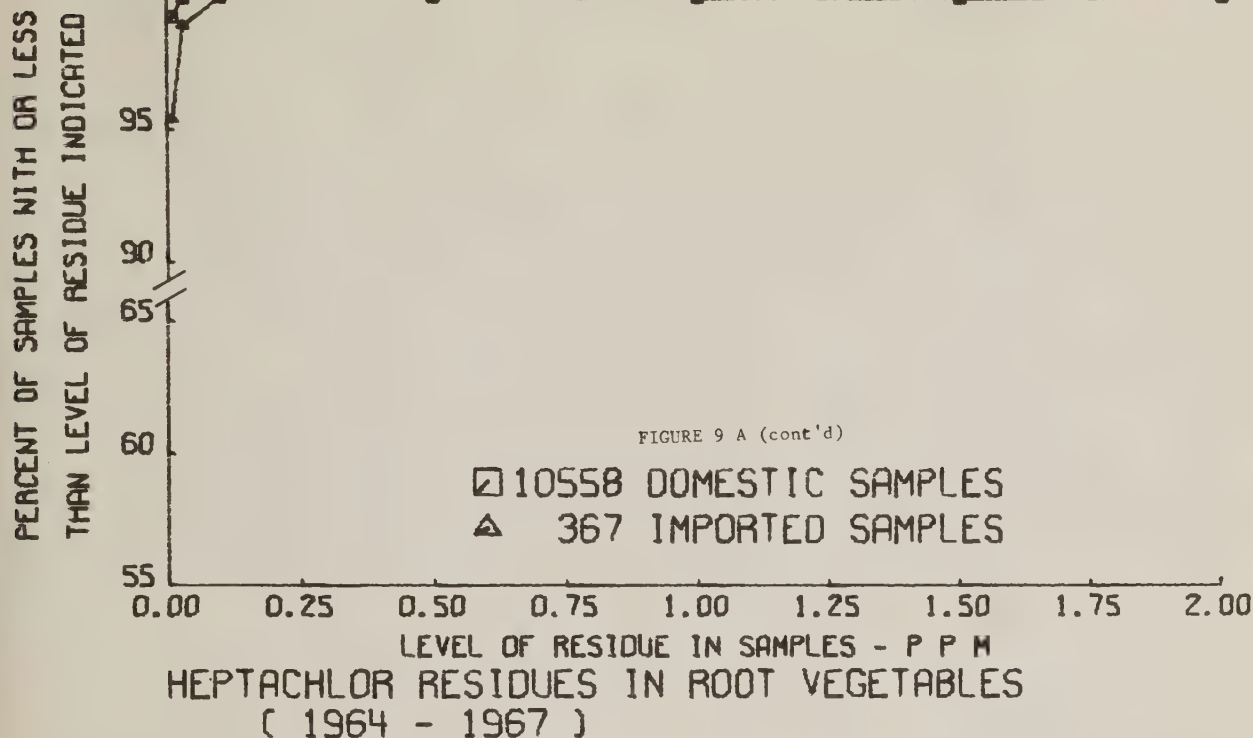 PERCENT OF SAMPLES WITH OR LESS
THAN LEVEL OF RESIDUE INDICATED
95
90
65
60
55
FIGURE 9 A (cont'd)
10558 DOMESTIC SAMPLES
367 IMPORTED SAMPLES
0.00 0.25 0.50 0.75 1.00 1.25 1.50 1.75 2.00
LEVEL OF RESIDUE IN SAMPLES - P P M
HEPTACHLOR RESIDUES IN ROOT VEGETABLES
( 1964 - 1967 )